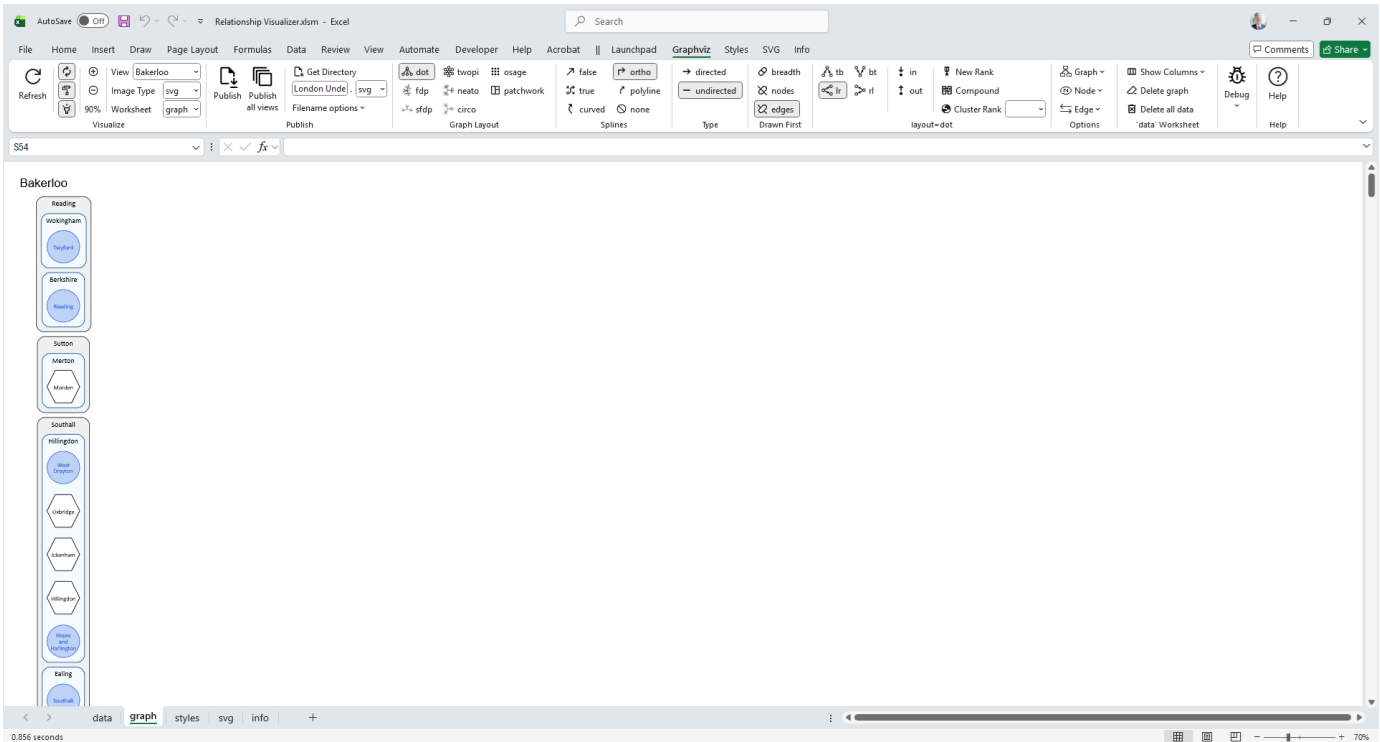 AutoSave Off Relationship Visualizer.xlsm - Excel Search
File Home Insert Draw Page Layout Formulas Data Review View Automate Developer Help Acrobat || Launchpad Graphviz Styles SVG Info Comments Share
Refresh
View Bakerloo
Image Type svg
90% Worksheet graph
Visualize
Publish
Publish all views
Get Directory
London Unde , svg
Filename options
Publish
dot twopi osage
fdp neato patchwork
sfdp circo
Graph Layout
false ortho
true polyline
curved none
Splines
directed
undirected
Type
breadth
nodes
edges
Drawn First
tb bt in New Rank
lr rl out Compound
Cluster Rank
layout=dot
Graph
Node
Edge
Options
Show Columns
Delete graph
Delete all data
'data' Worksheet
Debug
Help
Help
S54 fx
Bakerloo
Reading
Wokingham
Twyford
Berkshire
Reading
Sutton
Merton
Morden
Southall
Hillingdon
West
Drayton
Uxbridge
Ickenham
Hillingdon
Hayes
and
Harlington
Ealing
Southall
data graph styles svg info +
0.856 seconds 70%